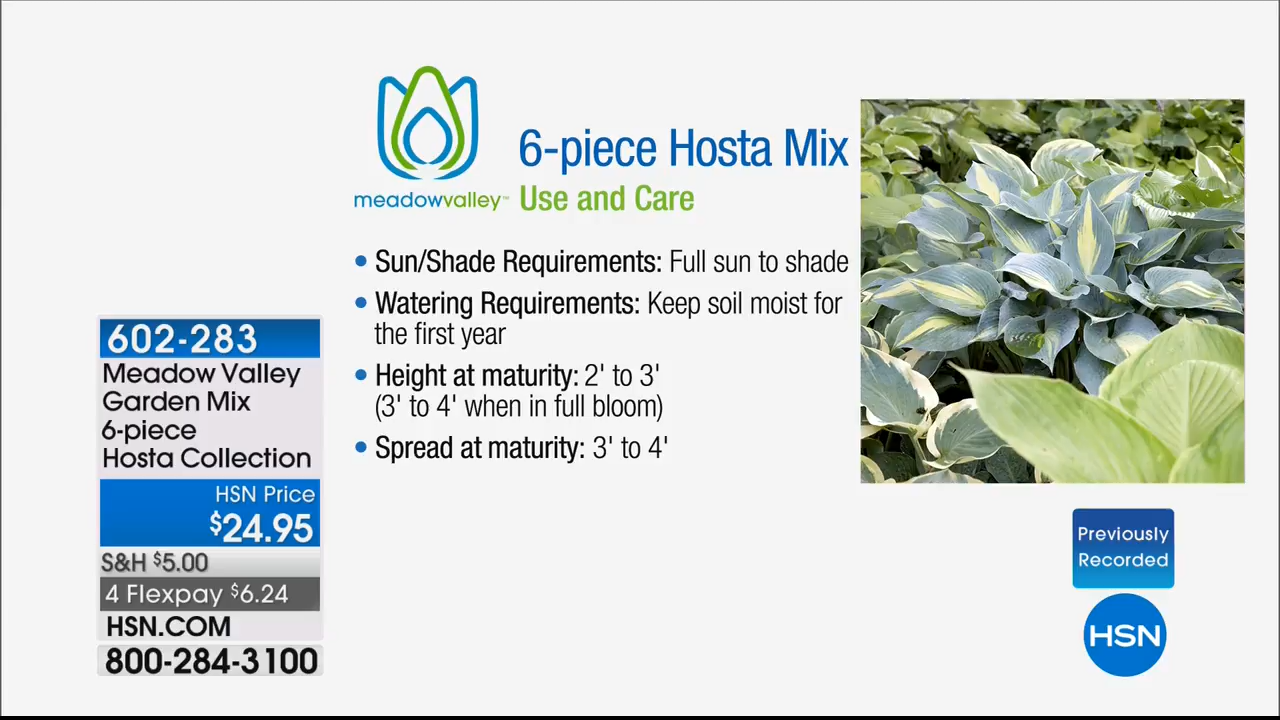 6-piece Hosta Mix
meadowvalley™ Use and Care
• Sun/Shade Requirements: Full sun to shade
• Watering Requirements: Keep soil moist for
the first year
• Height at maturity: 2' to 3'
(3' to 4' when in full bloom)
• Spread at maturity: 3' to 4'
602-283
Meadow Valley
Garden Mix
6-piece
Hosta Collection
HSN Price
$24.95
S&H $5.00
4 Flexpay $6.24
HSN.COM
800-284-3100
Previously
Recorded
HSN